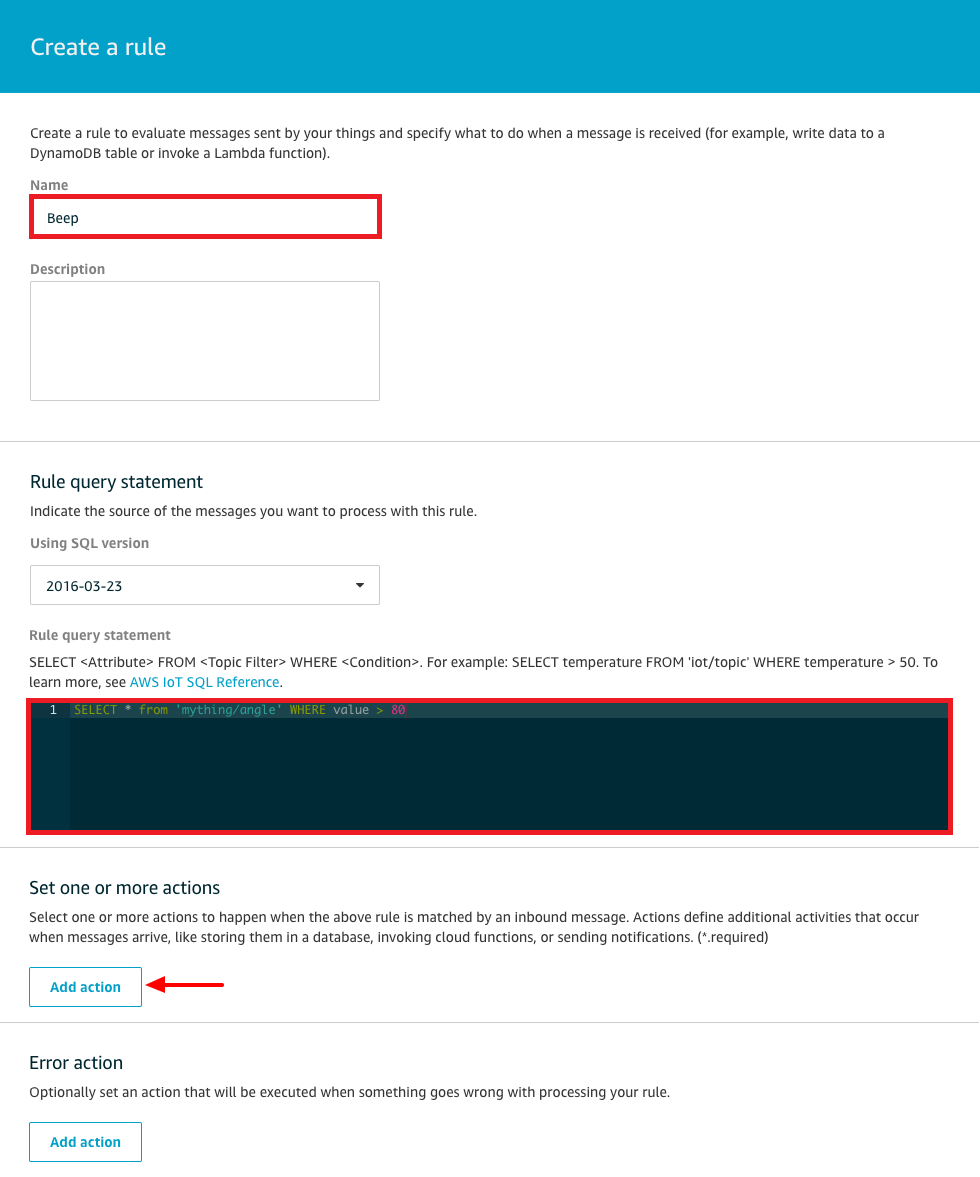 Create a rule
Create a rule to evaluate messages sent by your things and specify what to do when a message is received (for example, write data to a
DynamoDB table or invoke a Lambda function).
Name
Beep
Description
Rule query statement
Indicate the source of the messages you want to process with this rule.
Using SQL version
2016-03-23
Rule query statement
SELECT <Attribute> FROM <Topic Filter> WHERE <Condition>. For example: SELECT temperature FROM 'iot/topic' WHERE temperature > 50. To
learn more, see AWS IoT SQL Reference.
1 SELECT * from 'mything/angle' WHERE value > 80
Set one or more actions
Select one or more actions to happen when the above rule is matched by an inbound message. Actions define additional activities that occur
when messages arrive, like storing them in a database, invoking cloud functions, or sending notifications. (*.required)
Add action
Error action
Optionally set an action that will be executed when something goes wrong with processing your rule.
Add action